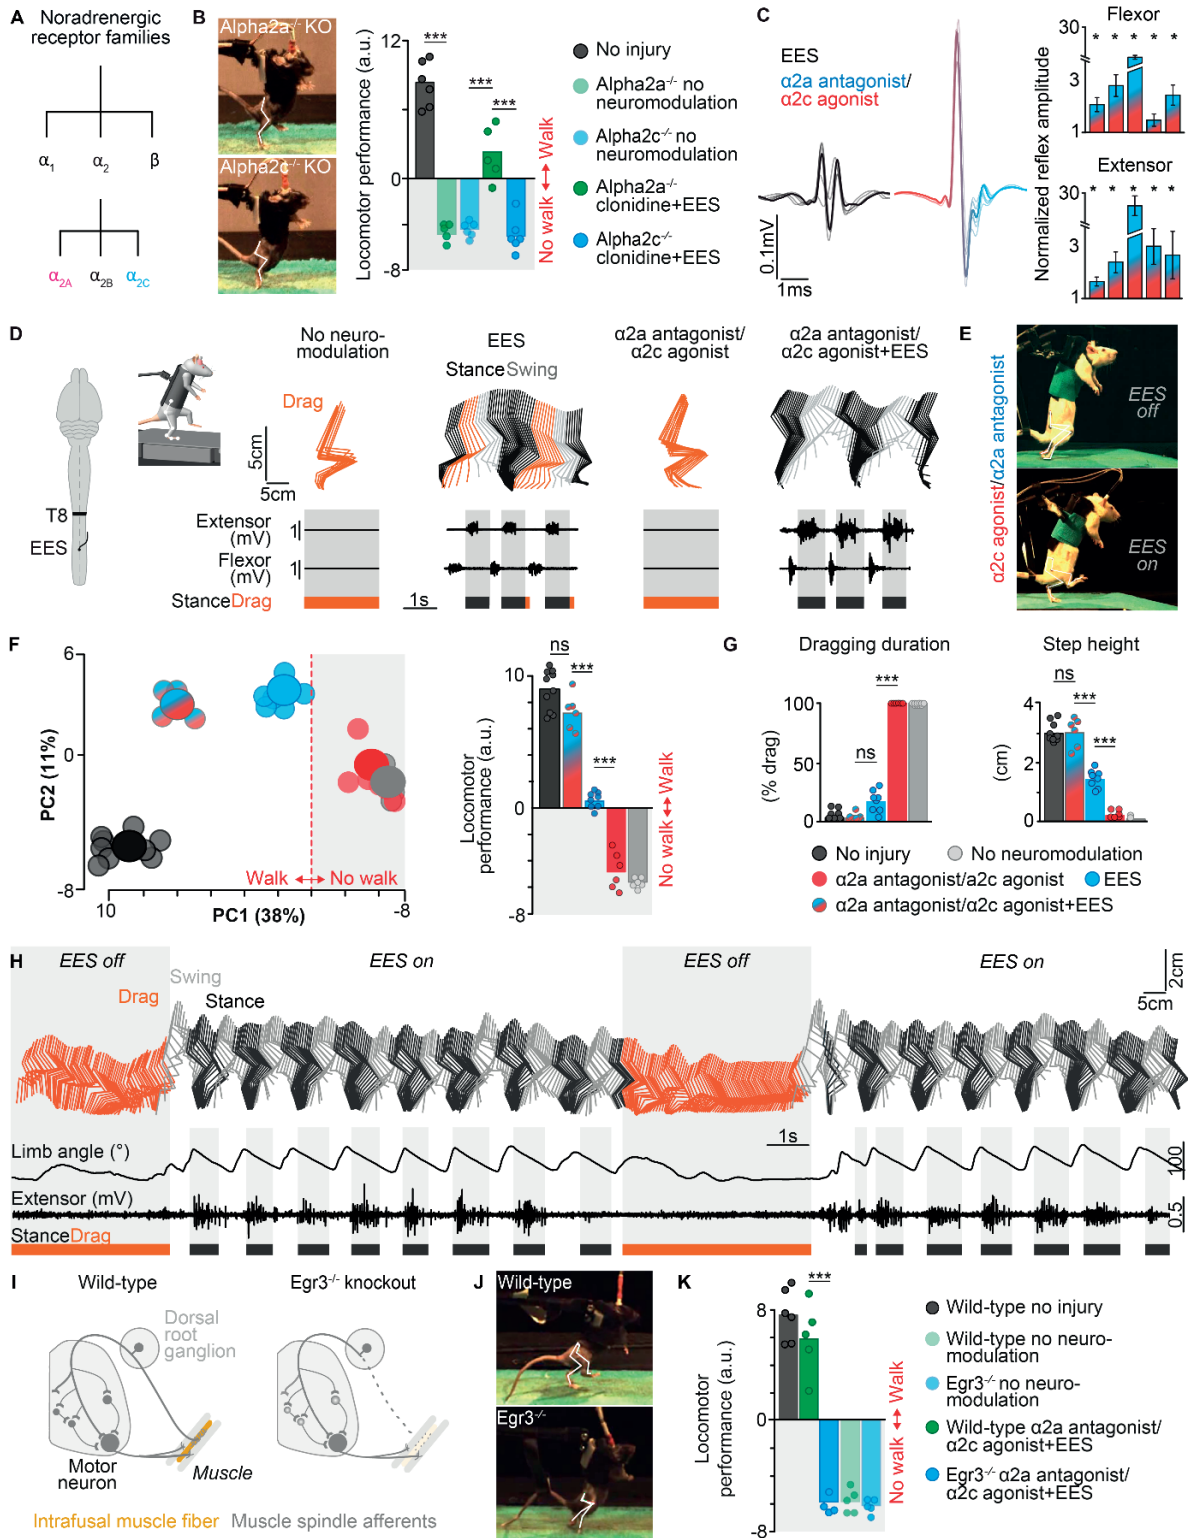 A
Noradrenergic
receptor families
α1
α2
β
α2A
α2B
α2C
B
Alpha2a-/- KO
Alpha2c-/- KO
Locomotor performance (a.u.)
12
0
-8
***
***
***
No walk ↔ Walk
No injury
Alpha2a-/- no
neuromodulation
Alpha2c-/- no
neuromodulation
Alpha2a-/-
clonidine+EES
Alpha2c-/-
clonidine+EES
C
EES
α2a antagonist/
α2c agonist
0.1mV
1ms
Normalized reflex amplitude
Flexor
30
3
1
* * * * *
Extensor
30
3
1
* * * * *
D
T8
EES
No neuro-
modulation
EES
α2a antagonist/
α2c agonist
α2a antagonist/
α2c agonist+EES
StanceSwing
Drag
5cm
5cm
Extensor
(mV)
1
Flexor
(mV)
1
StanceDrag
1s
E
α2c agonist/α2a antagonist
EES
off
EES
on
F
6
0
-8
PC2 (11%)
10
-8
PC1 (38%)
Walk ↔ No walk
Locomotor
performance (a.u.)
10
0
-8
ns
***
***
No walk ↔ Walk
G
Dragging duration
(% drag)
100
50
0
ns
***
Step height
(cm)
4
2
0
ns
***
***
No injury
No neuromodulation
α2a antagonist/a2c agonist
EES
α2a antagonist/α2c agonist+EES
H
EES off
EES on
EES off
EES on
Swing
Drag
Stance
2cm
5cm
1s
Limb angle (°)
100
Extensor (mV)
0.5
StanceDrag
I
Wild-type
Egr3-/- knockout
Dorsal
root
ganglion
Motor
neuron
Muscle
Intrafusal muscle fiber
Muscle spindle afferents
J
Wild-type
Egr3-/-
K
Locomotor
performance (a.u.)
8
0
-8
***
No walk ↔ Walk
Wild-type no injury
Wild-type no neuro-
modulation
Egr3-/- no neuro-
modulation
Wild-type α2a antagonist/
α2c agonist+EES
Egr3-/- α2a antagonist/
α2c agonist+EES